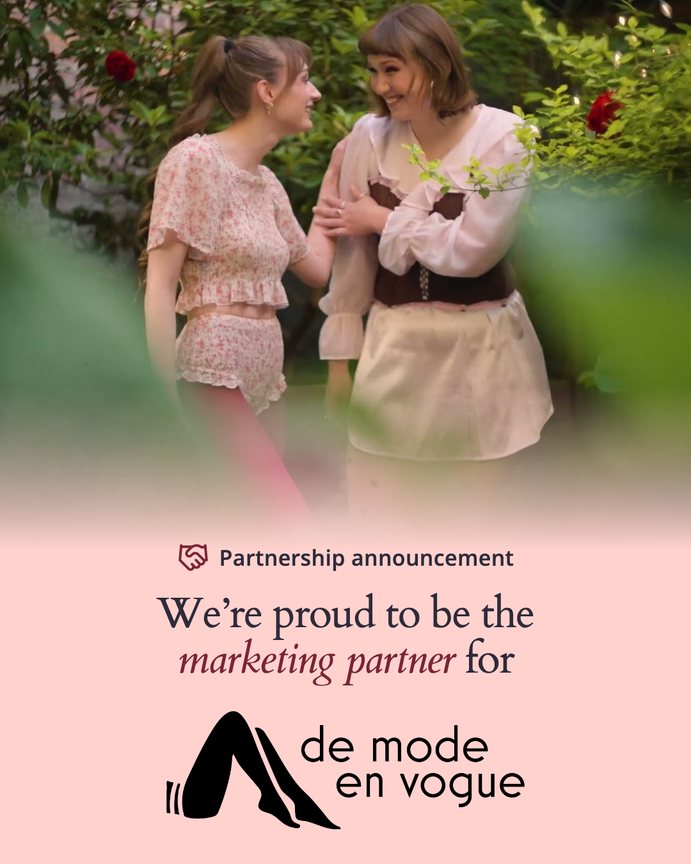 Partnership announcement
We're proud to be the
marketing partner for
de mode
en vogue